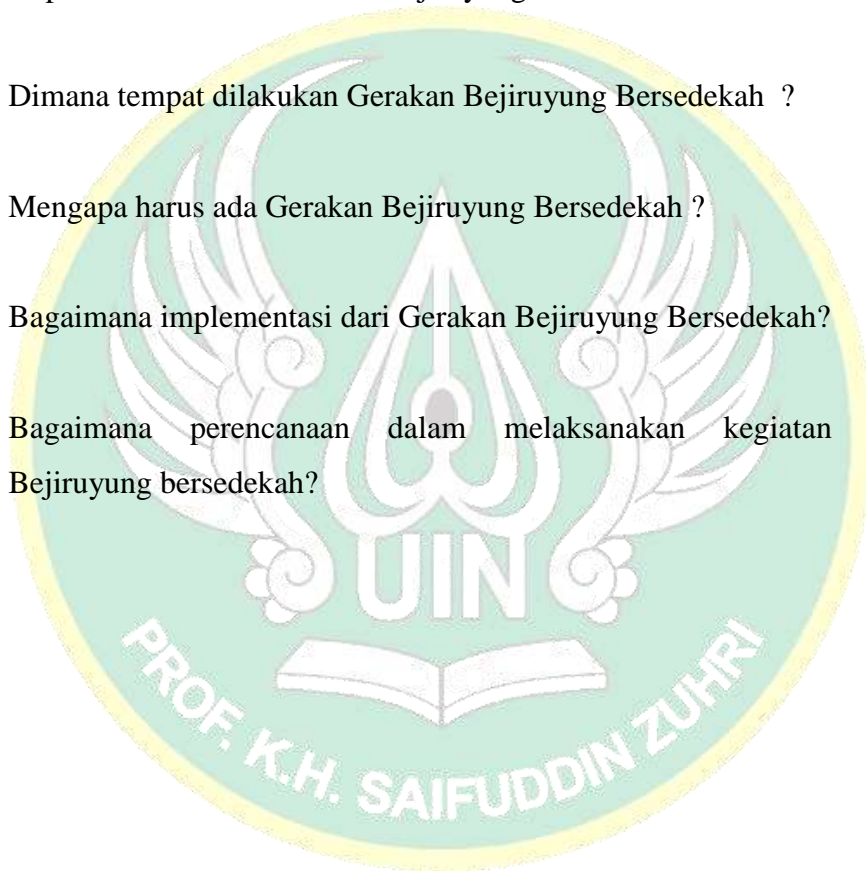 Dimana tempat dilakukan Gerakan Bejiruyung Bersedekah ?
Mengapa harus ada Gerakan Bejiruyung Bersedekah ?
Bagaimana implementasi dari Gerakan Bejiruyung Bersedekah?
Bagaimana perencanaan dalam melaksanakan kegiatan
Bejiruyung bersedekah?
UIN
PROF. K.H. SAIFUDDIN ZUHRI